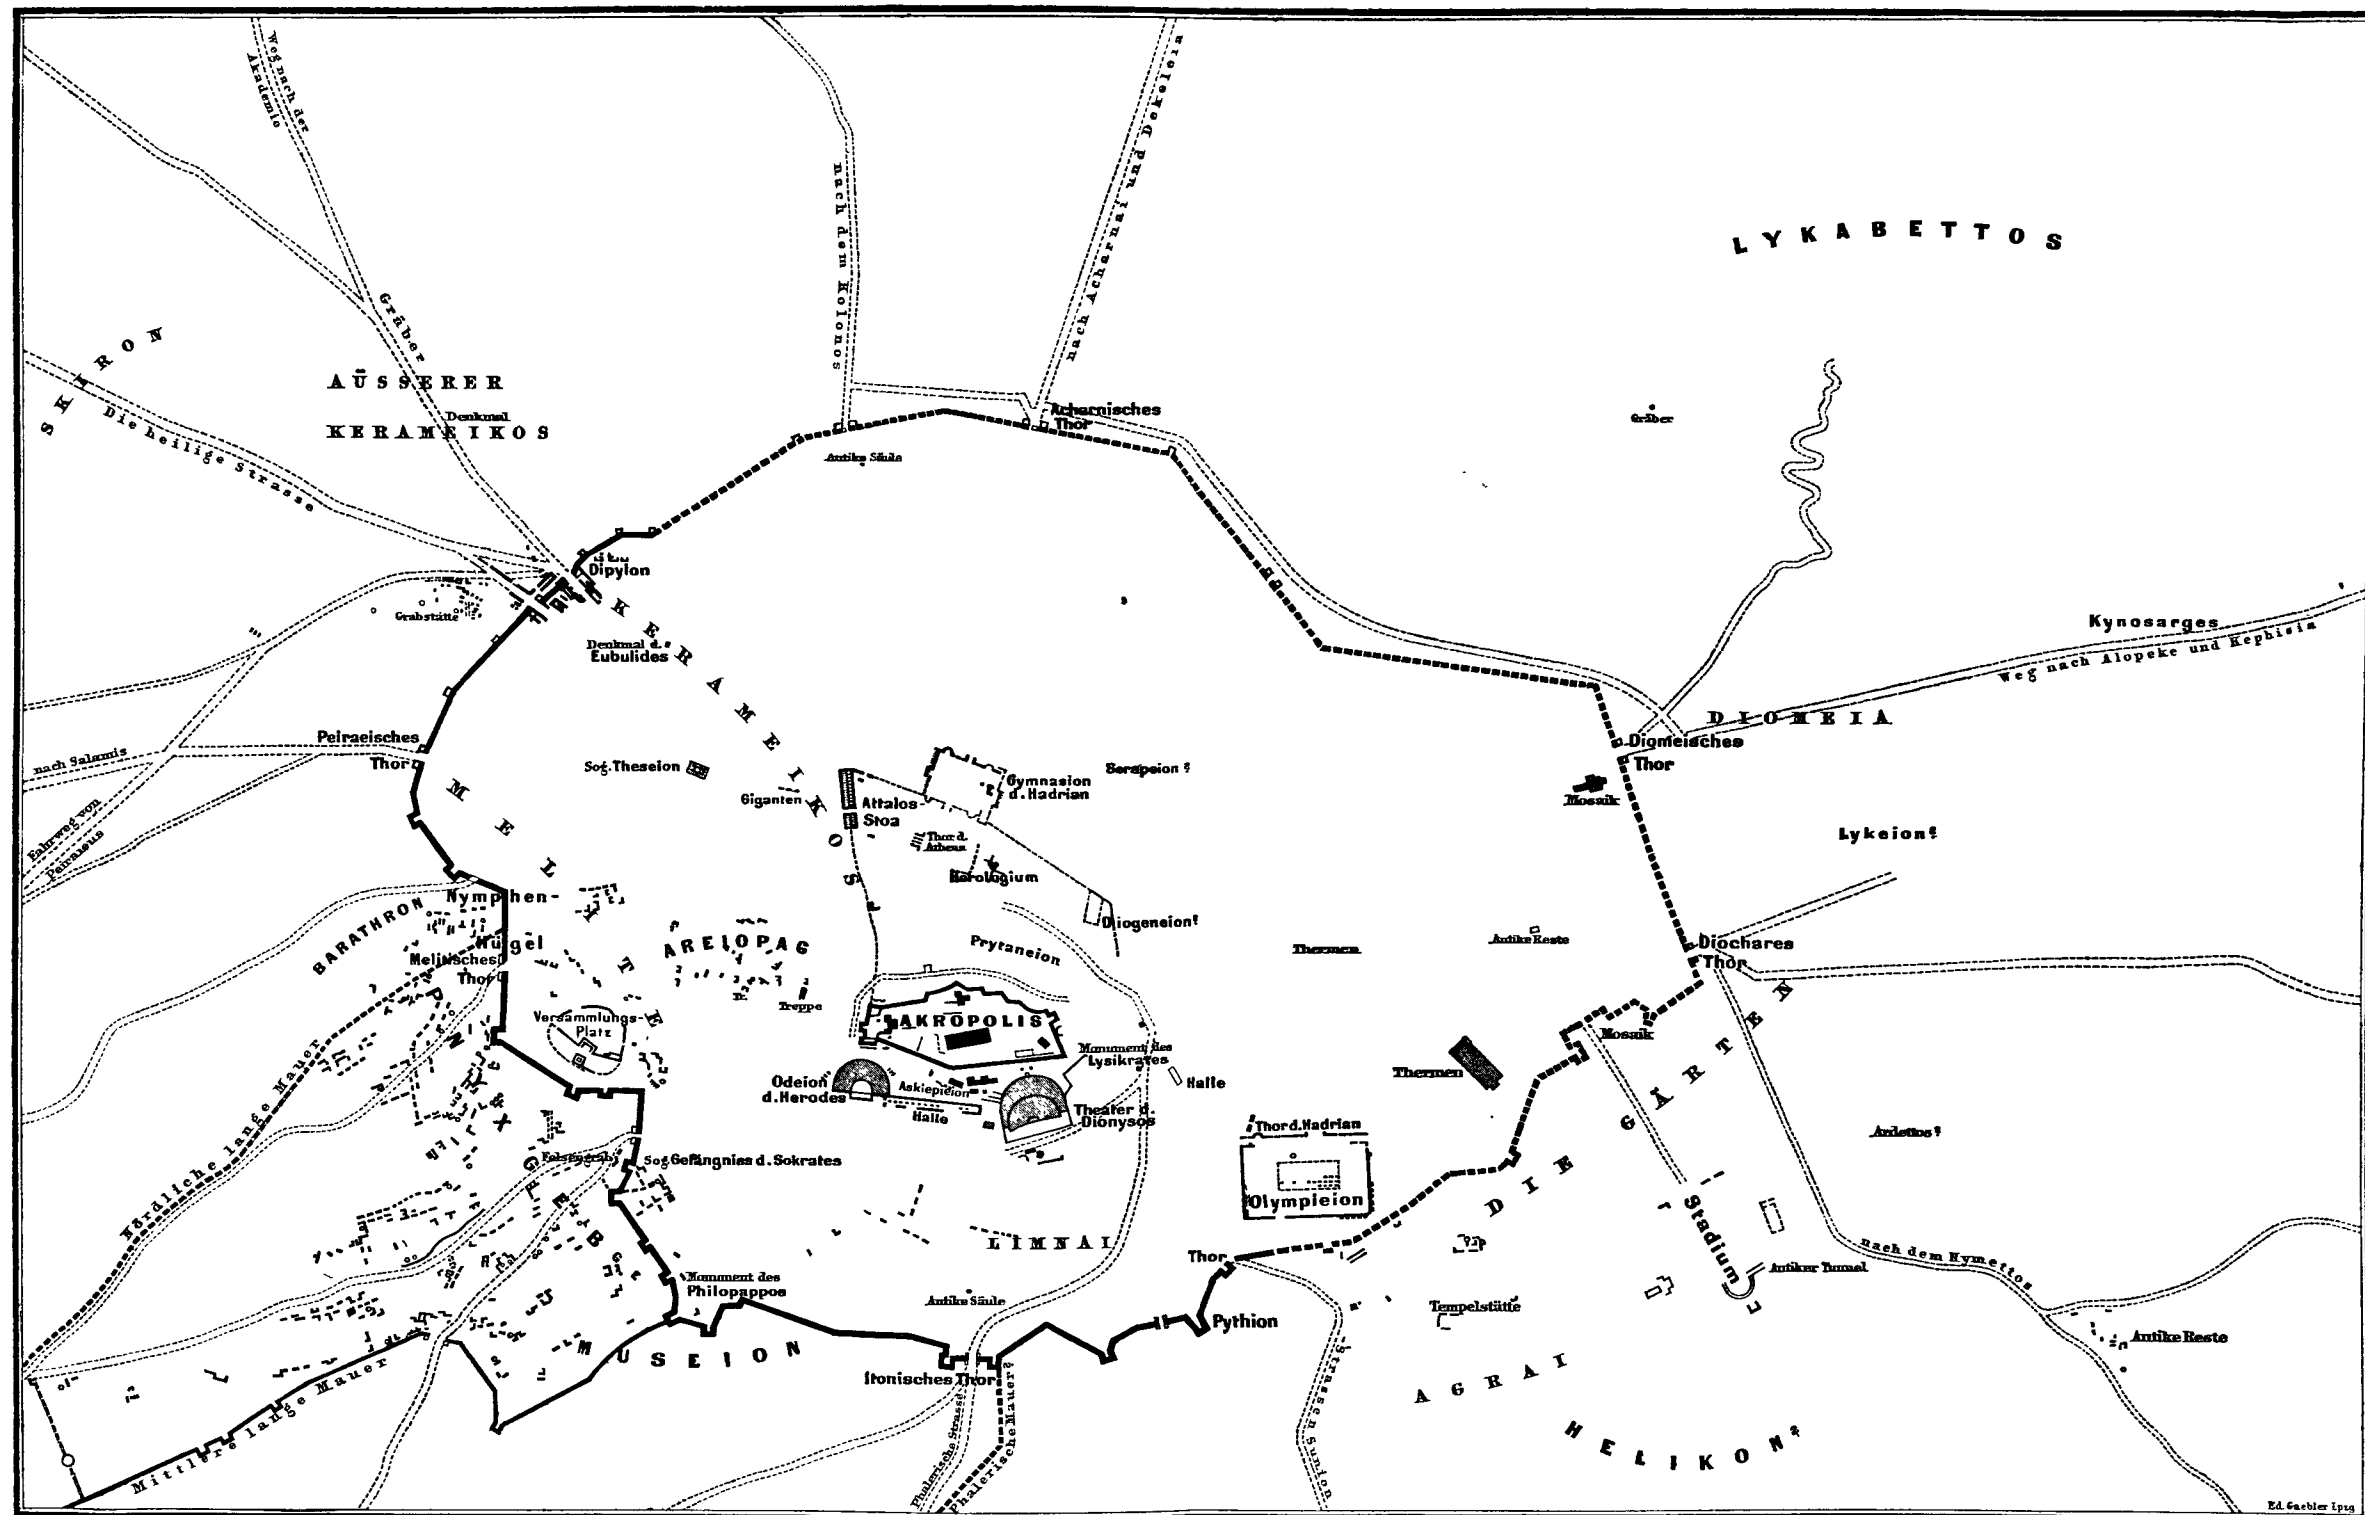 Weg nach der
Akademie
nach dem Kolonos
nach Acharnai und Dekeleia
LYKABETTOS
SKIRON
Gräber
AÜSSERER
Denkmal
KERAMEIKOS
Die heilige Strasse
Acharnisches
Thor
Gräber
Antike Säule
Dipylon
Grabstätte
KERAMEIKOS
Denkmal d.
Eubulides
Kynosarges
Weg nach Alopeke und Kephisia
DIOMEIA
Peiraeisches
Thor
nach Salamis
Sog. Theseion
Giganten
Attalos-
Stoa
Gymnasion
d. Hadrian
Serapeion?
Diomeisches
Thor
Mosaik
MELITE
Fahrweg von
Peiraieus
Thor d.
Athena
Horologium
Lykeion?
Nymphen-
Hügel
BARATHRON
AREIOPAG
Diogeneion?
Prytaneion
Thermen
Antike Reste
Diochares
Thor
Melitisches
Thor
Tr.
Treppe
PNYX
GEBG.
Versammlungs-
Platz
AKROPOLIS
Mosaik
Monument des
Lysikrates
Halle
Thermen
DIE GÄRTEN
Odeion
d. Herodes
Asklepieion
Halle
Theater d.
Dionysos
Thor d. Hadrian
Ardettos?
Nördliche lange Mauer
Felsengrab
Sog. Gefängniss d. Sokrates
Olympieion
Stadium
LIMNAI
Thor
nach dem Hymettos
Antiker Tunnel
Monument des
Philopappos
Antike Säule
Tempelstätte
Pythion
Antike Reste
MUSEION
Itonisches Thor
AGRAI
HELIKON?
Mittlere lange Mauer
Phalerische Strasse
Phalerische Mauer?
Strasse n. Sunion
Ed. Gaebler Lpzg